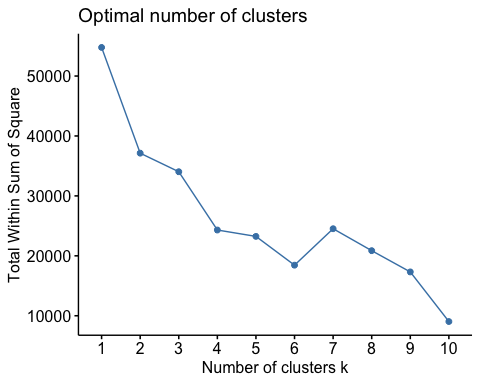 Optimal number of clusters
Total Within Sum of Square
50000
40000
30000
20000
10000
1 2 3 4 5 6 7 8 9 10
Number of clusters k